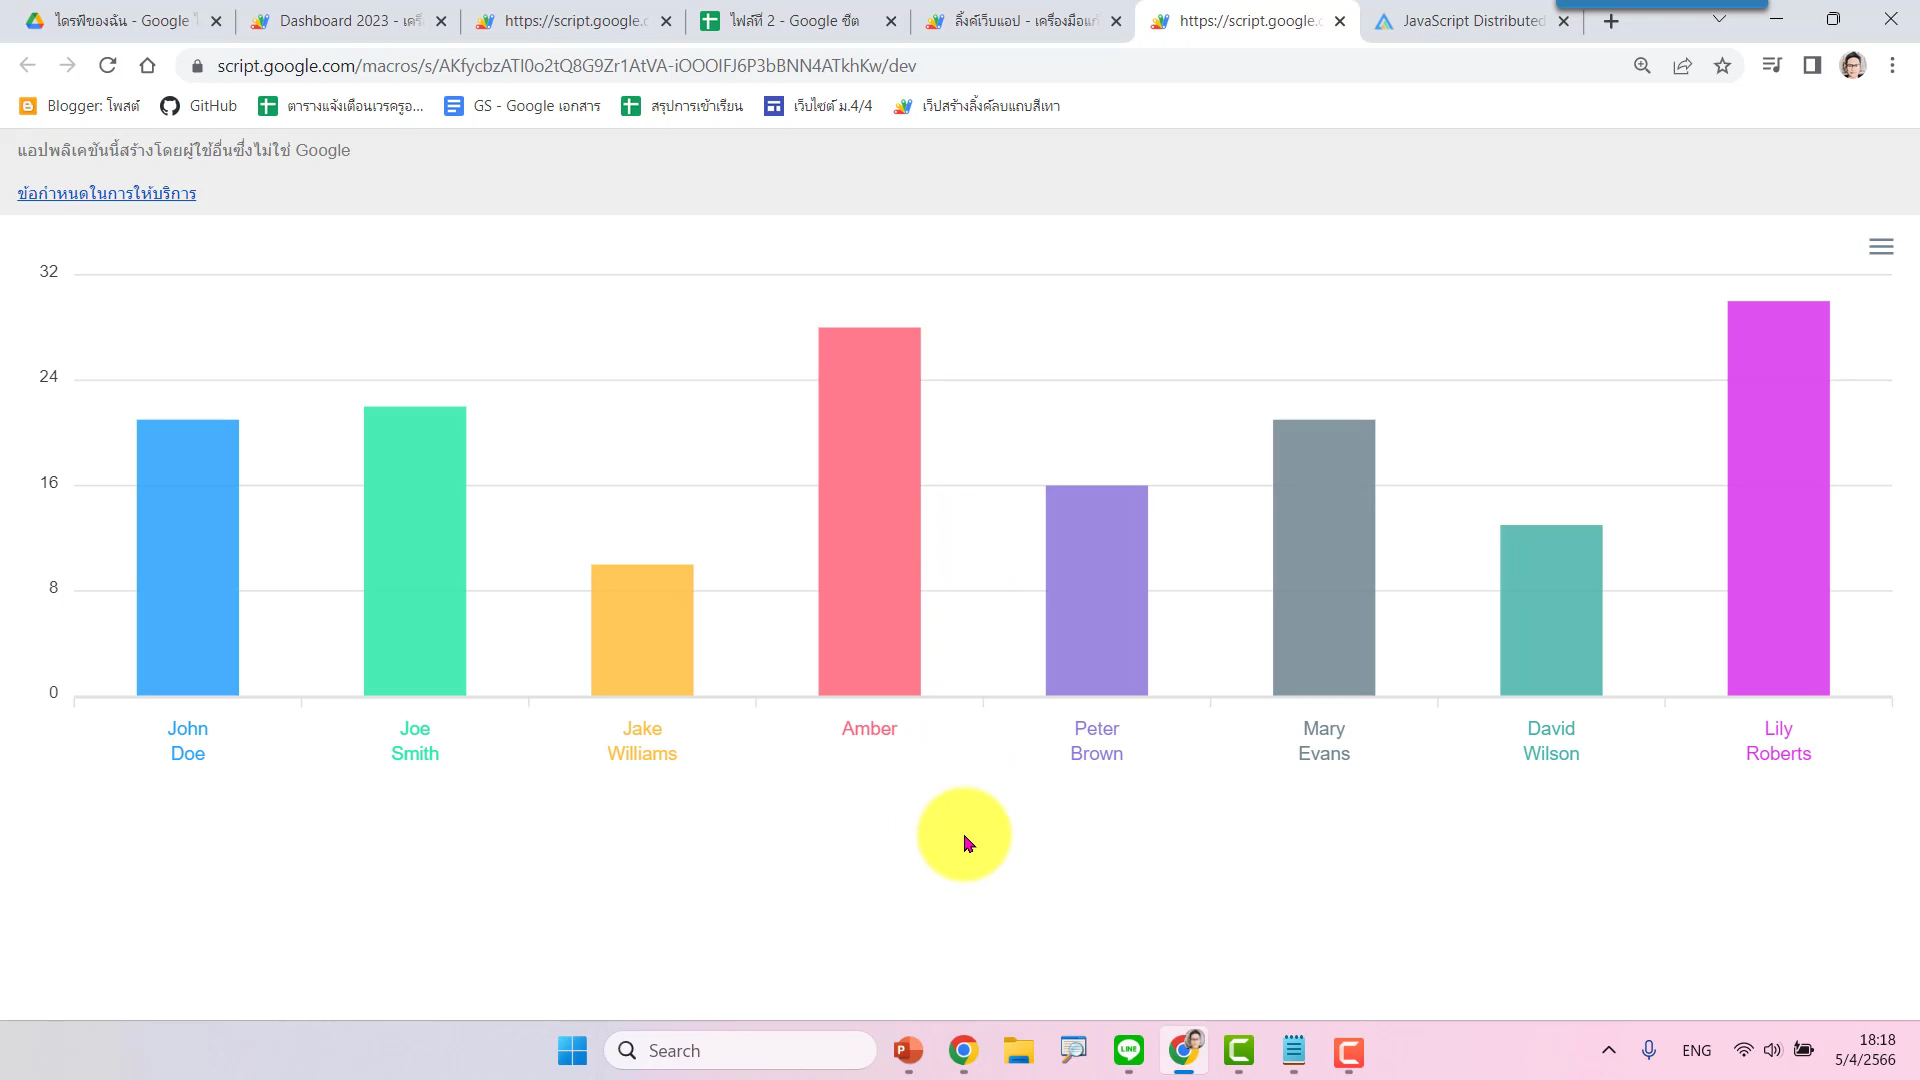 ไดรฟ์ของฉัน - Google
Dashboard 2023 - เครื่
https://script.google.c
ไฟล์ที่ 2 - Google ชีต
ลิ้งค์เว็บแอป - เครื่องมือแก้
https://script.google.c
JavaScript Distributed
script.google.com/macros/s/AKfycbzATI0o2tQ8G9Zr1AtVA-iOOOIFJ6P3bBNN4ATkhKw/dev
Blogger: โพสต์
GitHub
ตารางแจ้งเตือนเวรครูอ...
GS - Google เอกสาร
สรุปการเข้าเรียน
เว็บไซต์ ม.4/4
เว็ปสร้างลิ้งค์ลบแถบสีเทา
แอปพลิเคชันนี้สร้างโดยผู้ใช้อื่นซึ่งไม่ใช่ Google
ข้อกำหนดในการให้บริการ
32
24
16
8
0
John
Doe
Joe
Smith
Jake
Williams
Amber
Peter
Brown
Mary
Evans
David
Wilson
Lily
Roberts
Search
LINE
ENG
18:18
5/4/2566